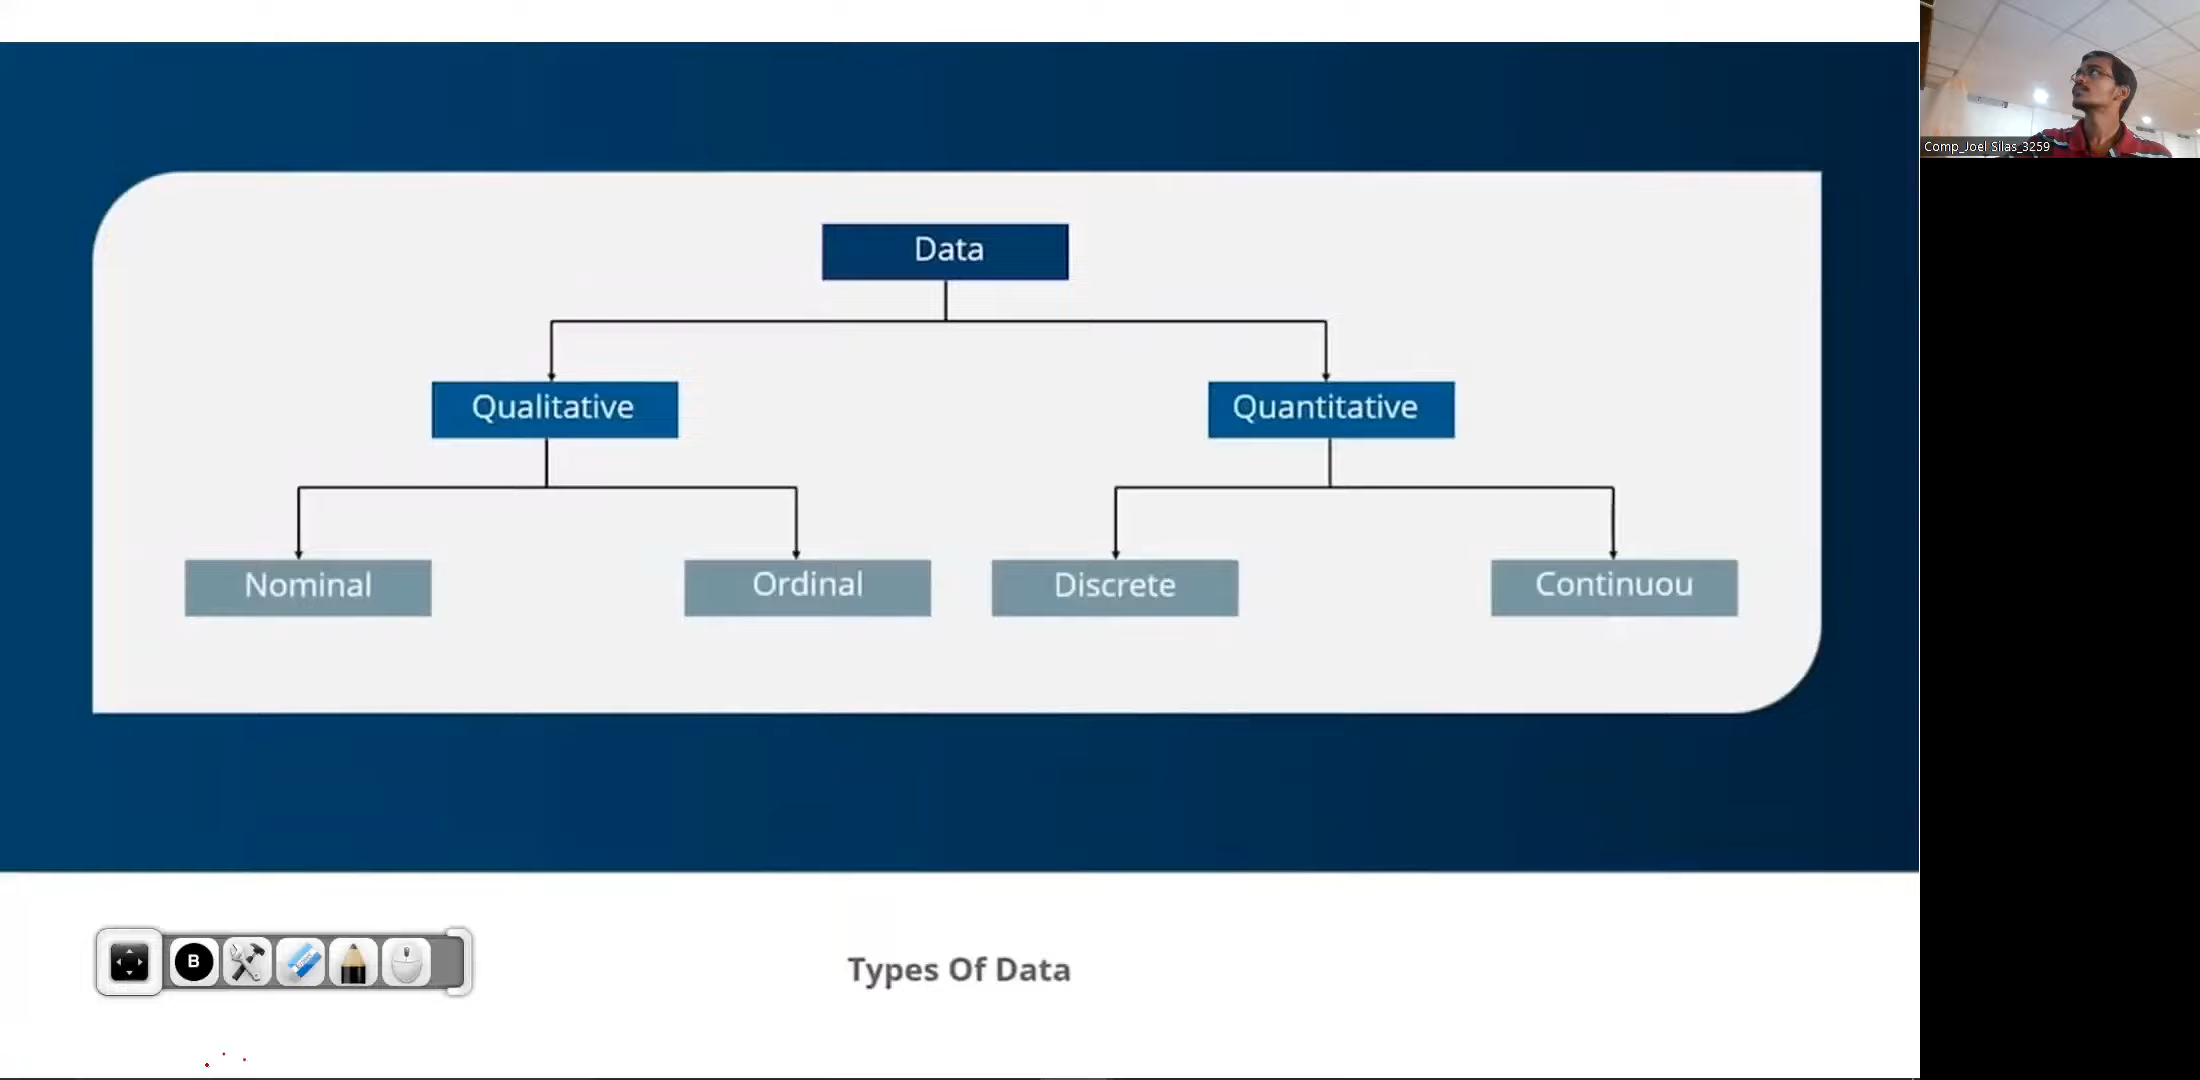 Data
Qualitative
Quantitative
Nominal
Ordinal
Discrete
Continuou
B
Types Of Data
Comp_Joel Silas_3259